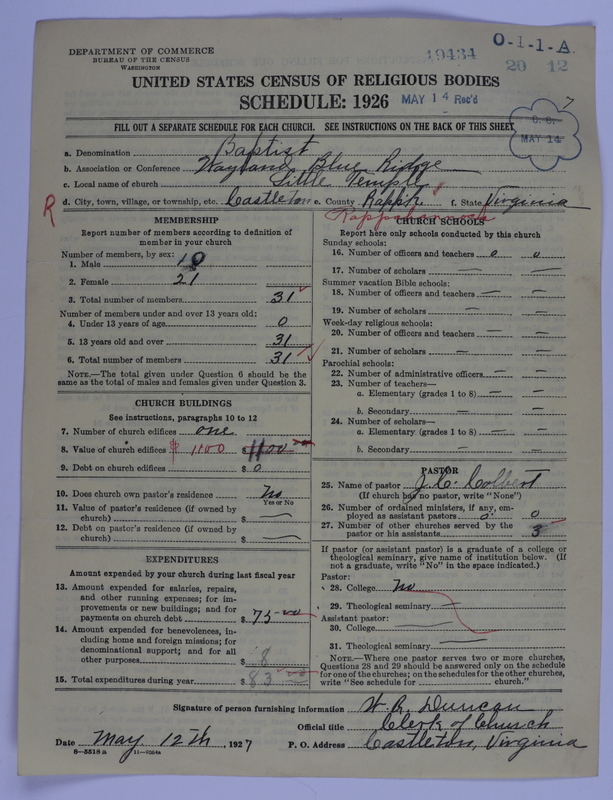 DEPARTMENT OF COMMERCE
BUREAU OF THE CENSUS
WASHINGTON
19434
O-1-1-A
20 12
UNITED STATES CENSUS OF RELIGIOUS BODIES
SCHEDULE: 1926
MAY 14 Rec'd
7
FILL OUT A SEPARATE SCHEDULE FOR EACH CHURCH. SEE INSTRUCTIONS ON THE BACK OF THIS SHEET
MAY 14
a. Denomination Baptist
b. Association or Conference Wayland Blue Ridge
c. Local name of church Little Temple
R d. City, town, village, or township, etc. Castleton e. County Rappk f. State Virginia
Rappahannock
MEMBERSHIP
Report number of members according to definition of
member in your church
Number of members, by sex:
1. Male 10
2. Female 21
3. Total number of members 31
Number of members under and over 13 years old:
4. Under 13 years of age 0
5. 13 years old and over 31
6. Total number of members 31
NOTE.—The total given under Question 6 should be
same as the total of males and females given under Question 3.
CHURCH BUILDINGS
See instructions, paragraphs 10 to 12
7. Number of church edifices one
8. Value of church edifices $ 1100 $ 1100
9. Debt on church edifices $ 0
10. Does church own pastor's residence No
Yes or No
11. Value of pastor's residence (if owned by
church) $ —
12. Debt on pastor's residence (if owned by
church) $ —
EXPENDITURES
Amount expended by your church during last fiscal year
13. Amount expended for salaries, repairs,
and other running expenses; for im-
provements or new buildings; and for
payments on church debt $ 75 00
14. Amount expended for benevolences, in-
cluding home and foreign missions; for
denominational support; and for all
other purposes $ 8
15. Total expenditures during year $ 83 00
CHURCH SCHOOLS
Report here only schools conducted by this church
Sunday schools:
16. Number of officers and teachers 0 0
17. Number of scholars — —
Summer vacation Bible schools:
18. Number of officers and teachers — —
19. Number of scholars — —
Week-day religious schools:
20. Number of officers and teachers — —
21. Number of scholars — —
Parochial schools:
22. Number of administrative officers — —
23. Number of teachers—
a. Elementary (grades 1 to 8) — —
b. Secondary — —
24. Number of scholars—
a. Elementary (grades 1 to 8) — —
b. Secondary — —
PASTOR
25. Name of pastor J. C. Colbert
(If church has no pastor, write "None")
26. Number of ordained ministers, if any, em-
ployed as assistant pastors 0 0
27. Number of other churches served by the
pastor or his assistants 3
If pastor (or assistant pastor) is a graduate of a college or
theological seminary, give name of institution below. (If
not a graduate, write "No" in the space indicated.)
Pastor:
28. College No
29. Theological seminary —
Assistant pastor:
30. College —
31. Theological seminary —
NOTE.—Where one pastor serves two or more churches,
Questions 28 and 29 should be answered only on the schedule
for one of the churches; on the schedules for the other churches,
write "See schedule for ............ church."
Signature of person furnishing information W. R. Duncan
Official title Clerk of Church
Date May 12th, 1927 P. O. Address Castleton, Virginia
8—5518a